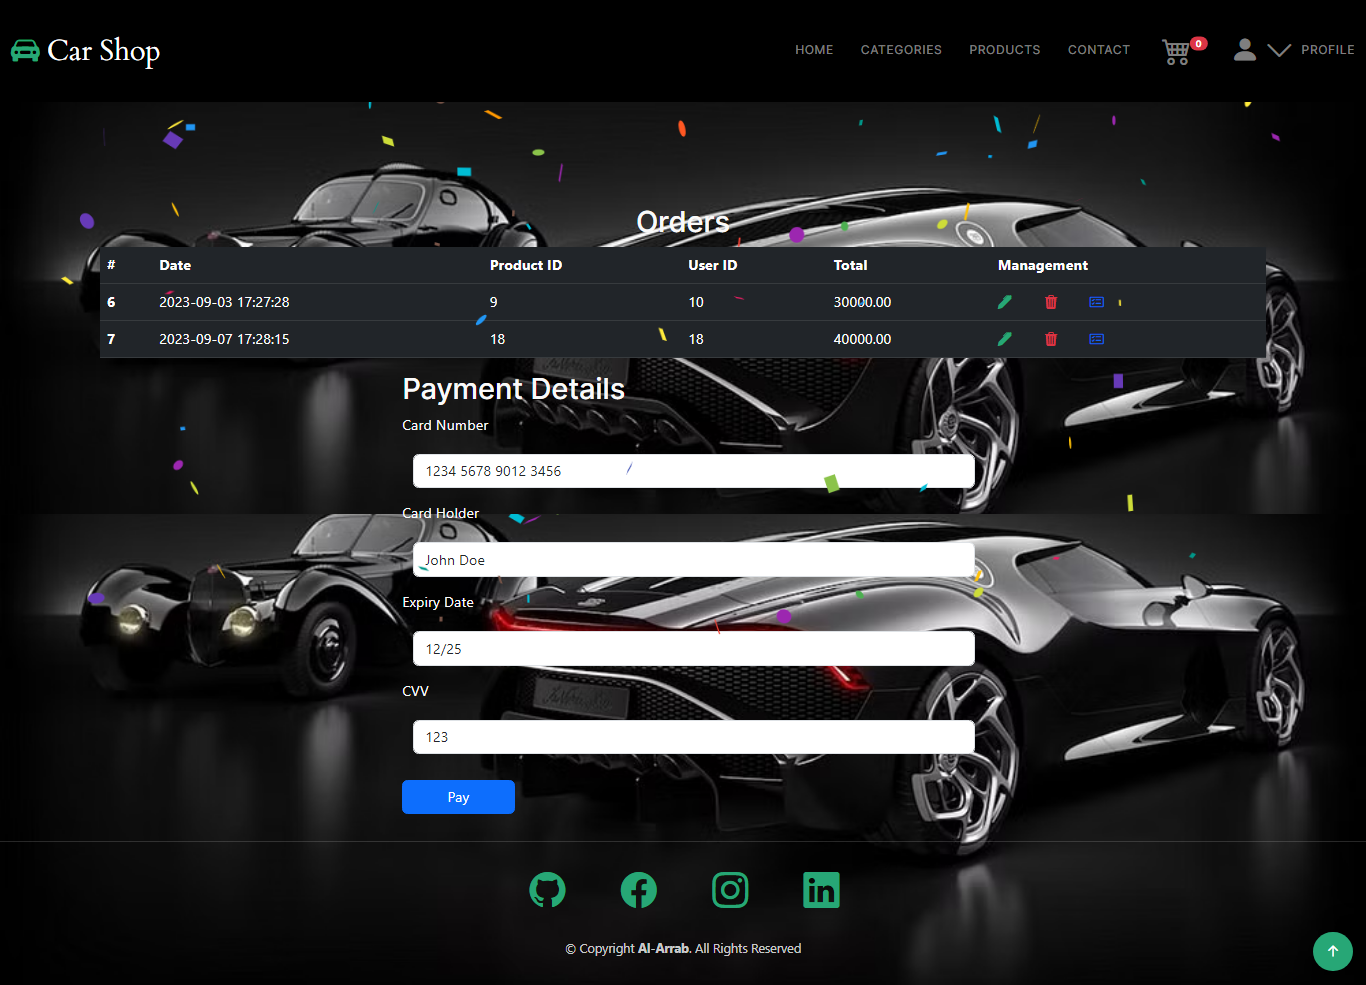 Car Shop
HOME CATEGORIES PRODUCTS CONTACT 0 PROFILE
Orders
# Date Product ID User ID Total Management
6 2023-09-03 17:27:28 9 10 30000.00
7 2023-09-07 17:28:15 18 18 40000.00
Payment Details
Card Number
1234 5678 9012 3456
Card Holder
John Doe
Expiry Date
12/25
CVV
123
Pay
© Copyright Al-Arrab. All Rights Reserved